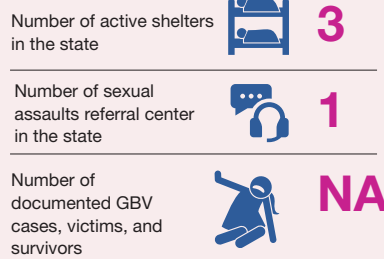 Number of active shelters
in the state
3
Number of sexual
assaults referral center
in the state
1
Number of
documented GBV
cases, victims, and
survivors
NA